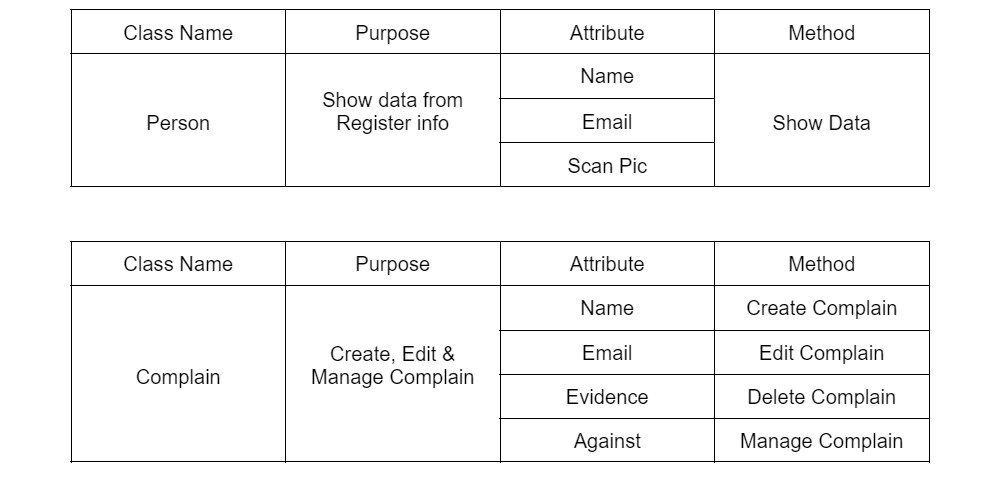 Class Name Purpose Attribute Method
Name
Show data from
Register info
Person Email Show Data
Scan Pic
Class Name Purpose Attribute Method
Name Create Complain
Create, Edit &
Manage Complain
Email Edit Complain
Complain
Evidence Delete Complain
Against Manage Complain